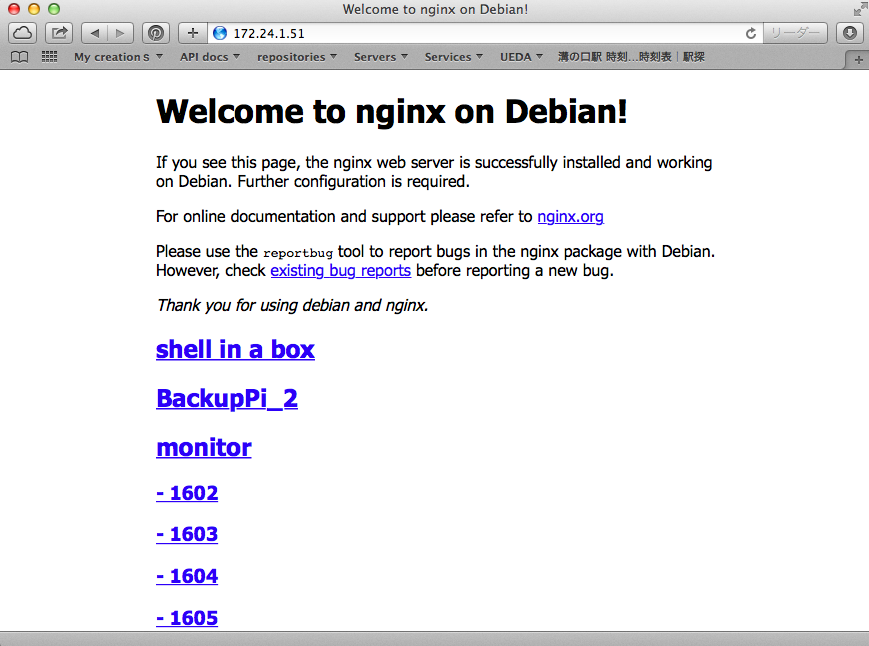 Welcome to nginx on Debian!
172.24.1.51
リーダー
My creation s
API docs
repositories
Servers
Services
UEDA
溝の口駅 時刻...時刻表 | 駅探
Welcome to nginx on Debian!
If you see this page, the nginx web server is successfully installed and working
on Debian. Further configuration is required.
For online documentation and support please refer to nginx.org
Please use the reportbug tool to report bugs in the nginx package with Debian.
However, check existing bug reports before reporting a new bug.
Thank you for using debian and nginx.
shell in a box
BackupPi_2
monitor
- 1602
- 1603
- 1604
- 1605